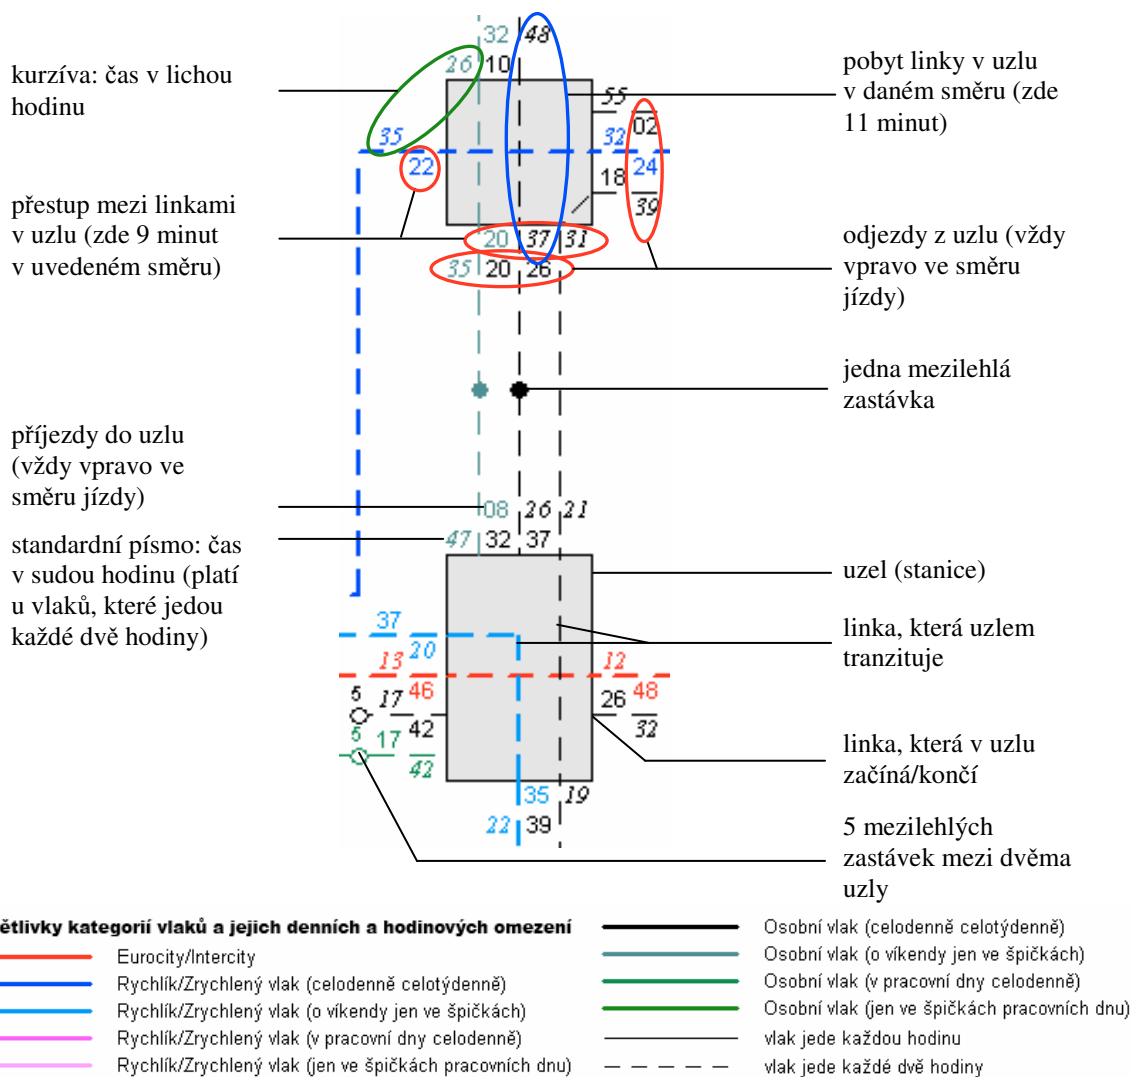 kurzíva: čas v lichou
hodinu
přestup mezi linkami
v uzlu (zde 9 minut
v uvedeném směru)
příjezdy do uzlu
(vždy vpravo ve
směru jízdy)
standardní písmo: čas
v sudou hodinu (platí
u vlaků, které jedou
každé dvě hodiny)
32 48
26 10
55
02
35 32
22 24
18
39
20 37 31
35 20 26
08 26 21
47 32 37
37
20
13 12
5 17 46 26 48
42 32
5 17
42
35 19
22 39
pobyt linky v uzlu
v daném směru (zde
11 minut)
odjezdy z uzlu (vždy
vpravo ve směru
jízdy)
jedna mezilehlá
zastávka
uzel (stanice)
linka, která uzlem
tranzituje
linka, která v uzlu
začíná/končí
5 mezilehlých
zastávek mezi dvěma
uzly
ětlivky kategorií vlaků a jejich denních a hodinových omezení
Eurocity/Intercity
Rychlík/Zrychlený vlak (celodenně celotýdenně)
Rychlík/Zrychlený vlak (o víkendy jen ve špičkách)
Rychlík/Zrychlený vlak (v pracovní dny celodenně)
Rychlík/Zrychlený vlak (jen ve špičkách pracovních dnu)
Osobní vlak (celodenně celotýdenně)
Osobní vlak (o víkendy jen ve špičkách)
Osobní vlak (v pracovní dny celodenně)
Osobní vlak (jen ve špičkách pracovních dnu)
vlak jede každou hodinu
vlak jede každé dvě hodiny